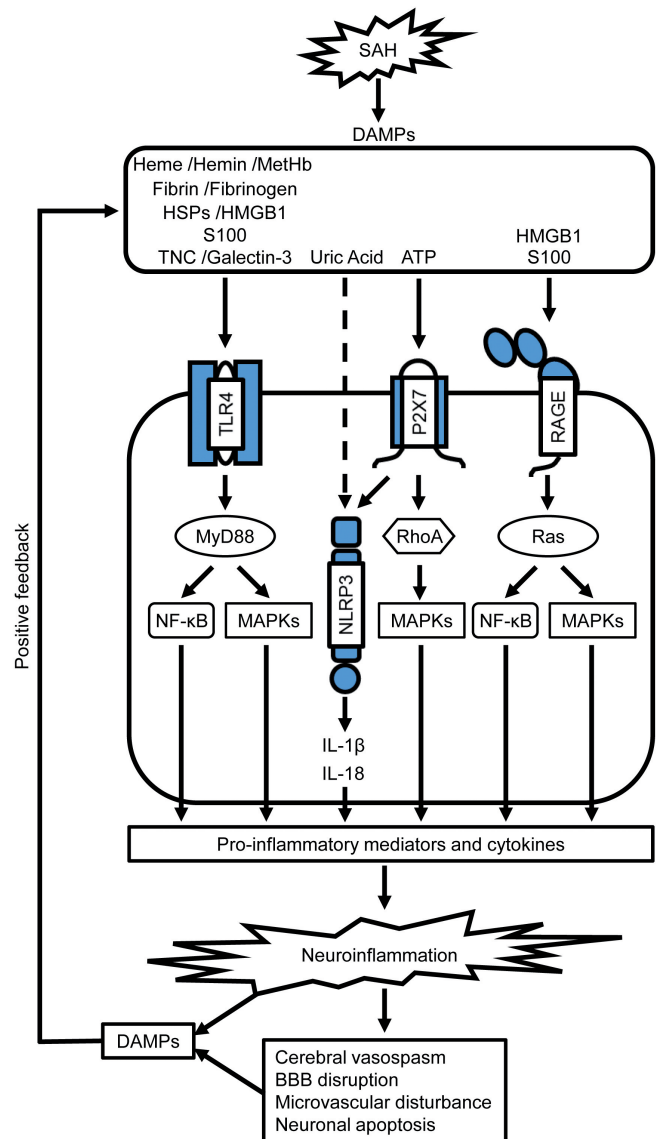 SAH
DAMPs
Heme /Hemin /MetHb
Fibrin /Fibrinogen
HSPs /HMGB1
S100
TNC /Galectin-3
Uric Acid
ATP
HMGB1
S100
TLR4
P2X7
RAGE
MyD88
RhoA
Ras
NF-κB
MAPKs
NLRP3
MAPKs
NF-κB
MAPKs
IL-1β
IL-18
Pro-inflammatory mediators and cytokines
Neuroinflammation
DAMPs
Cerebral vasospasm
BBB disruption
Microvascular disturbance
Neuronal apoptosis
Positive feedback